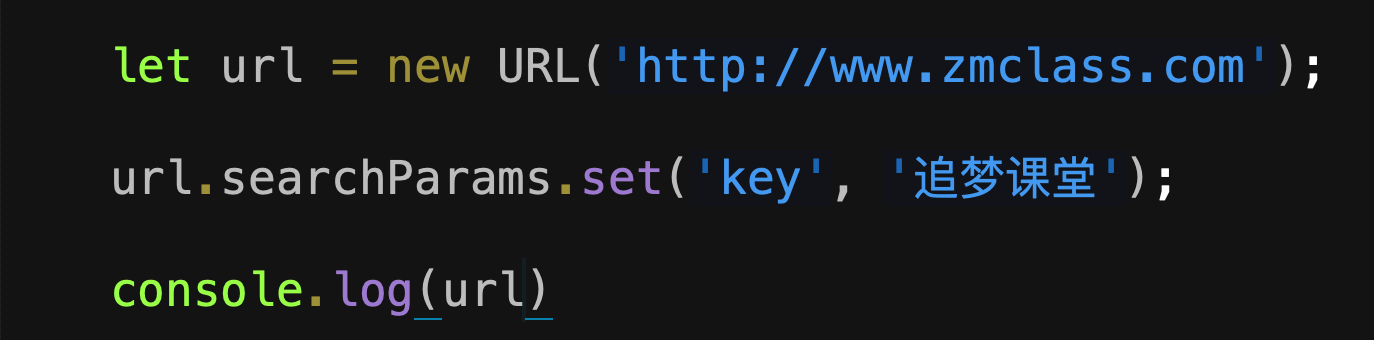 let url = new URL('http://www.zmclass.com');
url.searchParams.set('key', '追梦课堂');
console.log(url)